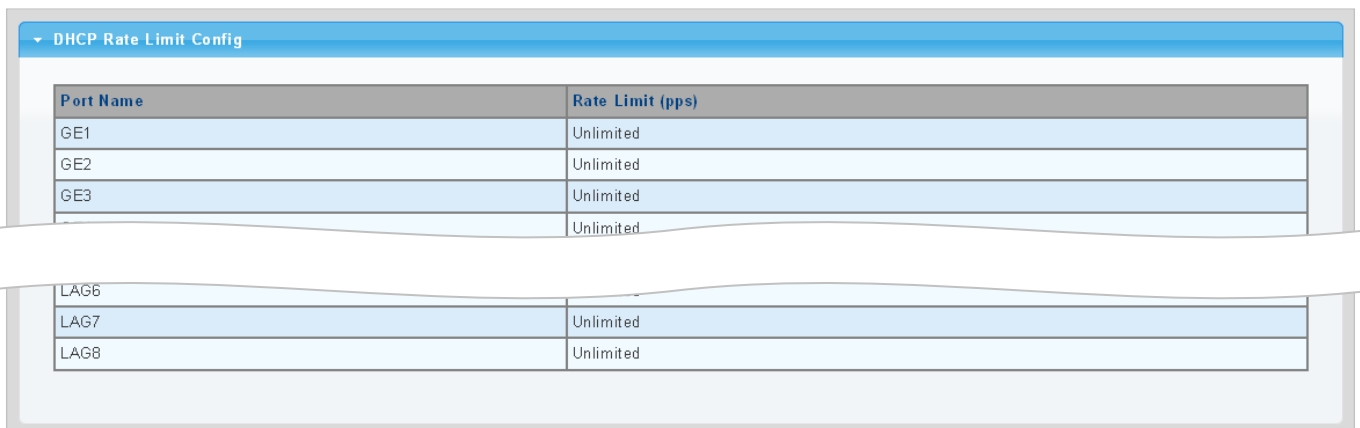 DHCP Rate Limit Config
Port Name Rate Limit (pps)
GE1 Unlimited
GE2 Unlimited
GE3 Unlimited
Unlimited
LAG6
LAG7 Unlimited
LAG8 Unlimited